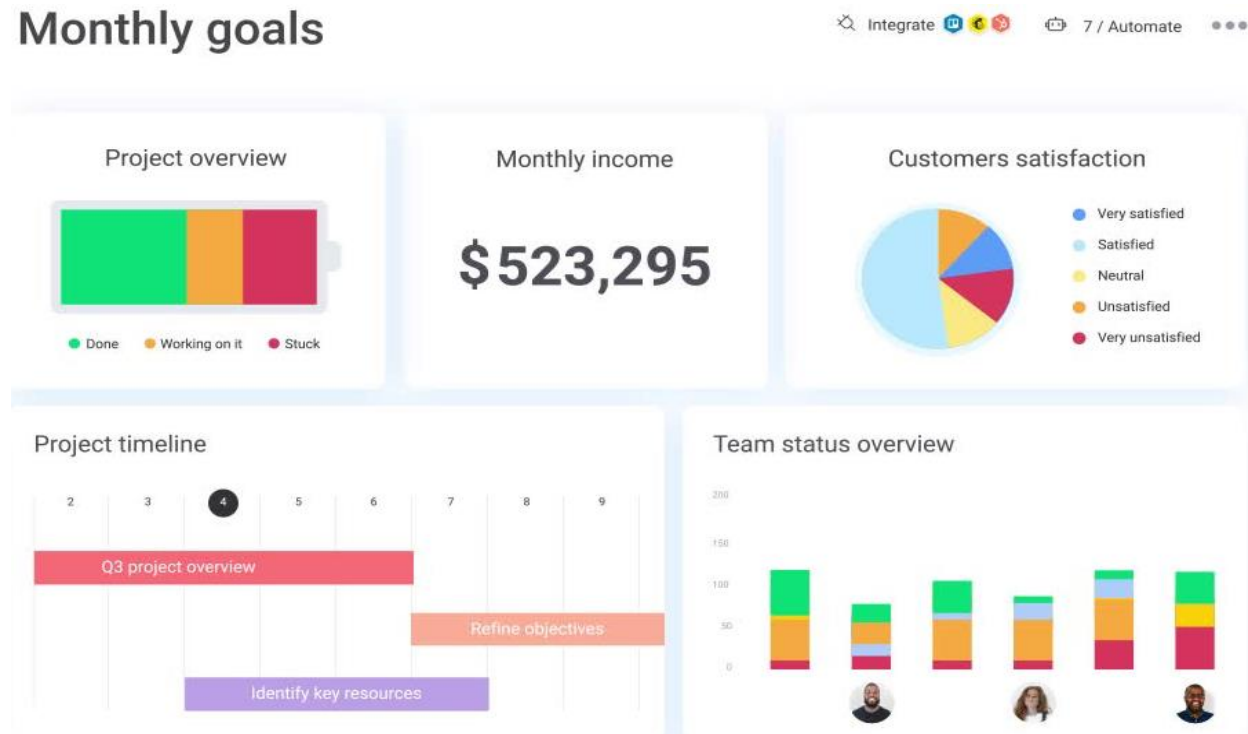 Monthly goals
Integrate
7 / Automate
Project overview
Done
Working on it
Stuck
Monthly income
$523,295
Customers satisfaction
Very satisfied
Satisfied
Neutral
Unsatisfied
Very unsatisfied
Project timeline
2 3 4 5 6 7 8 9
Q3 project overview
Refine objectives
Identify key resources
Team status overview
200
150
100
50
0